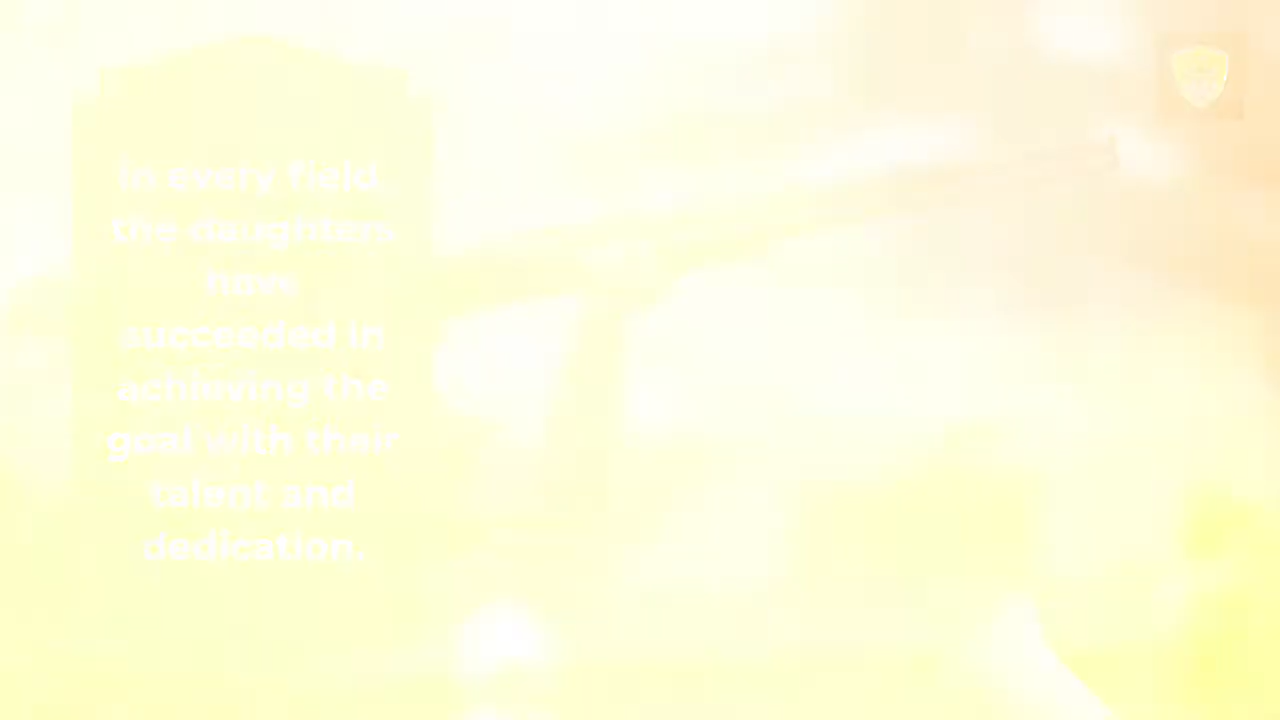 In every field,
the daughters
have
succeeded in
achieving the
goal with their
talent and
dedication.